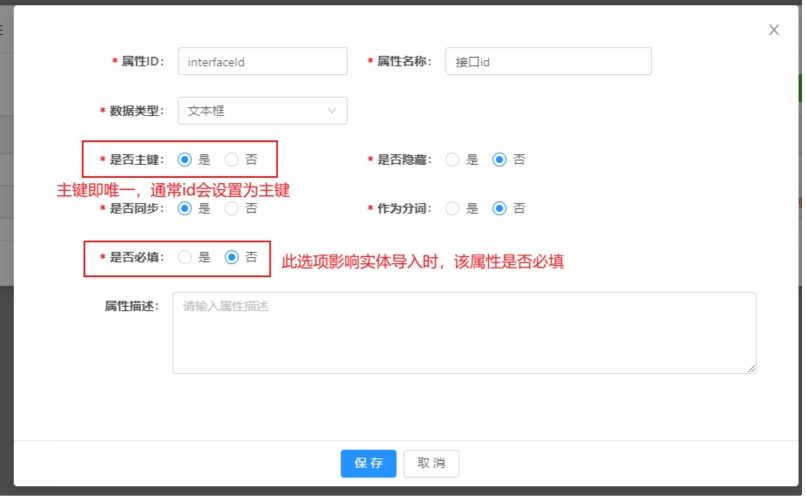 * 属性ID： interfaceId * 属性名称： 接口id
* 数据类型： 文本框
* 是否主键： 是 否 * 是否隐藏： 是 否
主键即唯一，通常id会设置为主键
* 是否同步： 是 否 * 作为分词： 是 否
* 是否必填： 是 否 此选项影响实体导入时，该属性是否必填
属性描述： 请输入属性描述
保 存 取 消